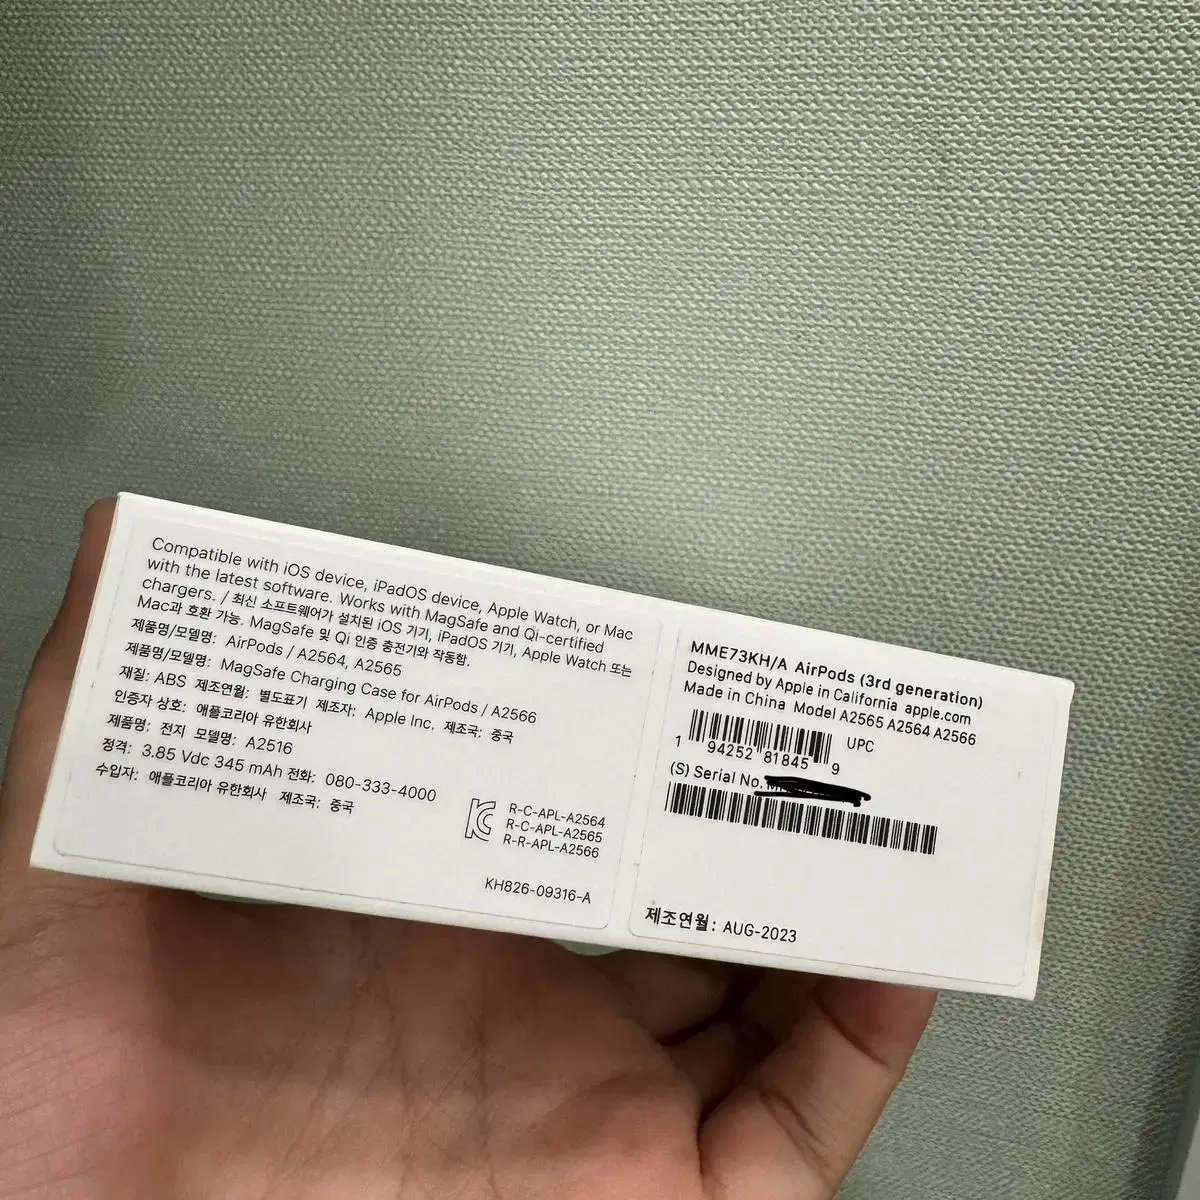 Compatible with iOS device, iPadOS device, Apple Watch, or Mac
with the latest software. Works with MagSafe and Qi-certified
chargers. / 최신 소프트웨어가 설치된 iOS 기기, iPadOS 기기, Apple Watch 또는
Mac과 호환 가능. MagSafe 및 Qi 인증 충전기와 작동함.
제품명/모델명: AirPods / A2564, A2565
제품명/모델명: MagSafe Charging Case for AirPods / A2566
재질: ABS 제조연월: 별도표기 제조자: Apple Inc. 제조국: 중국
인증자 상호: 애플코리아 유한회사
제품명: 전지 모델명: A2516
정격: 3.85 Vdc 345 mAh 전화: 080-333-4000
수입자: 애플코리아 유한회사 제조국: 중국
R-C-APL-A2564
R-C-APL-A2565
R-R-APL-A2566
KH826-09316-A
MME73KH/A AirPods (3rd generation)
Designed by Apple in California apple.com
Made in China Model A2565 A2564 A2566
UPC
1 94252 81845 9
(S) Serial No.
제조연월: AUG-2023